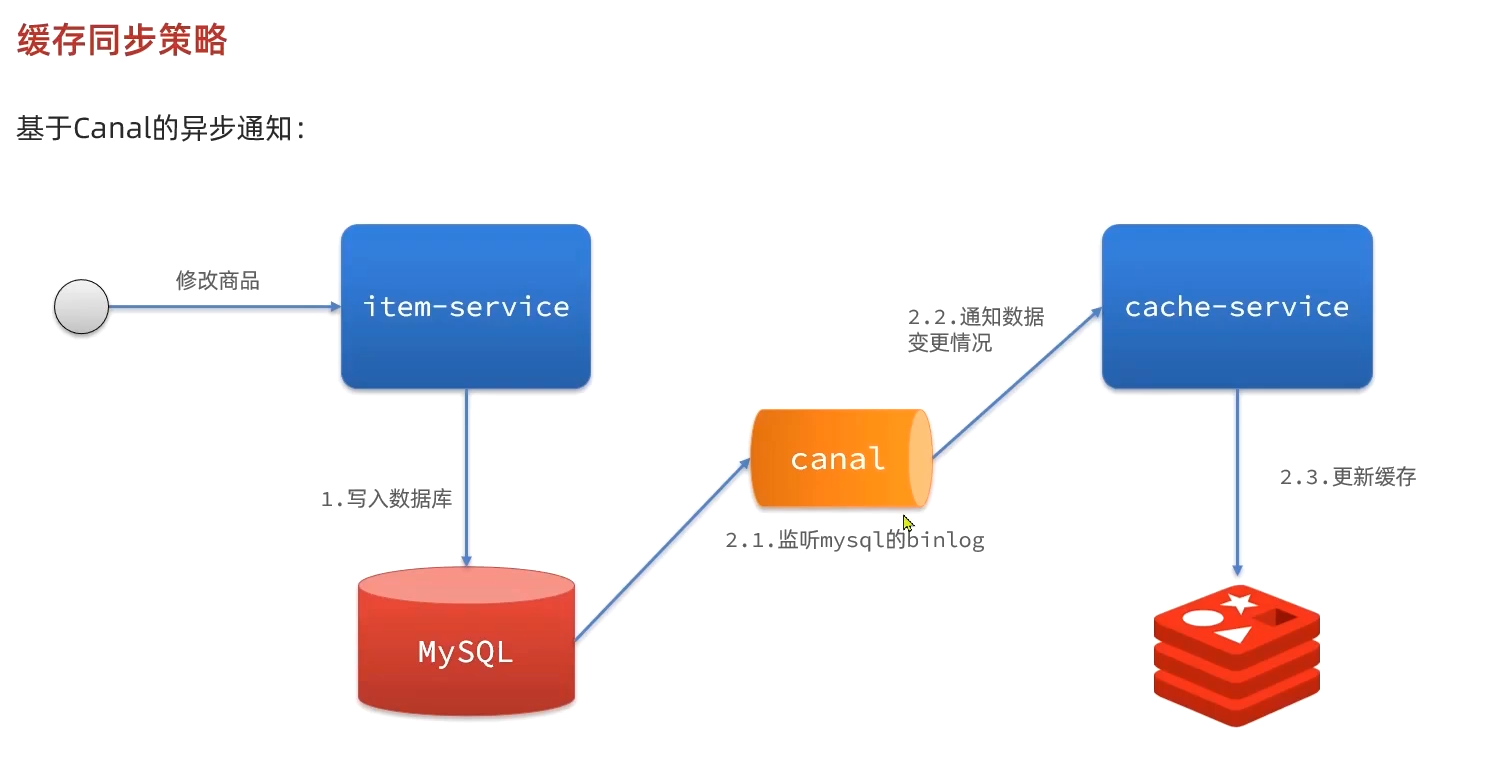 缓存同步策略
基于Canal的异步通知：
修改商品
item-service
cache-service
2.2.通知数据
变更情况
canal
2.3.更新缓存
1.写入数据库
2.1.监听mysql的binlog
MySQL